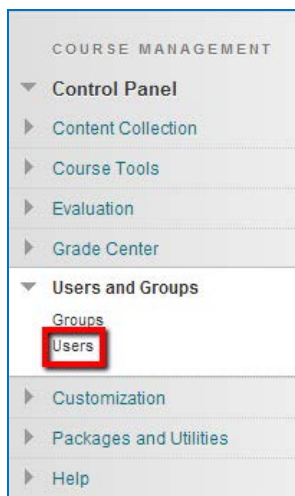 COURSE MANAGEMENT
Control Panel
Content Collection
Course Tools
Evaluation
Grade Center
Users and Groups
Groups
Users
Customization
Packages and Utilities
Help